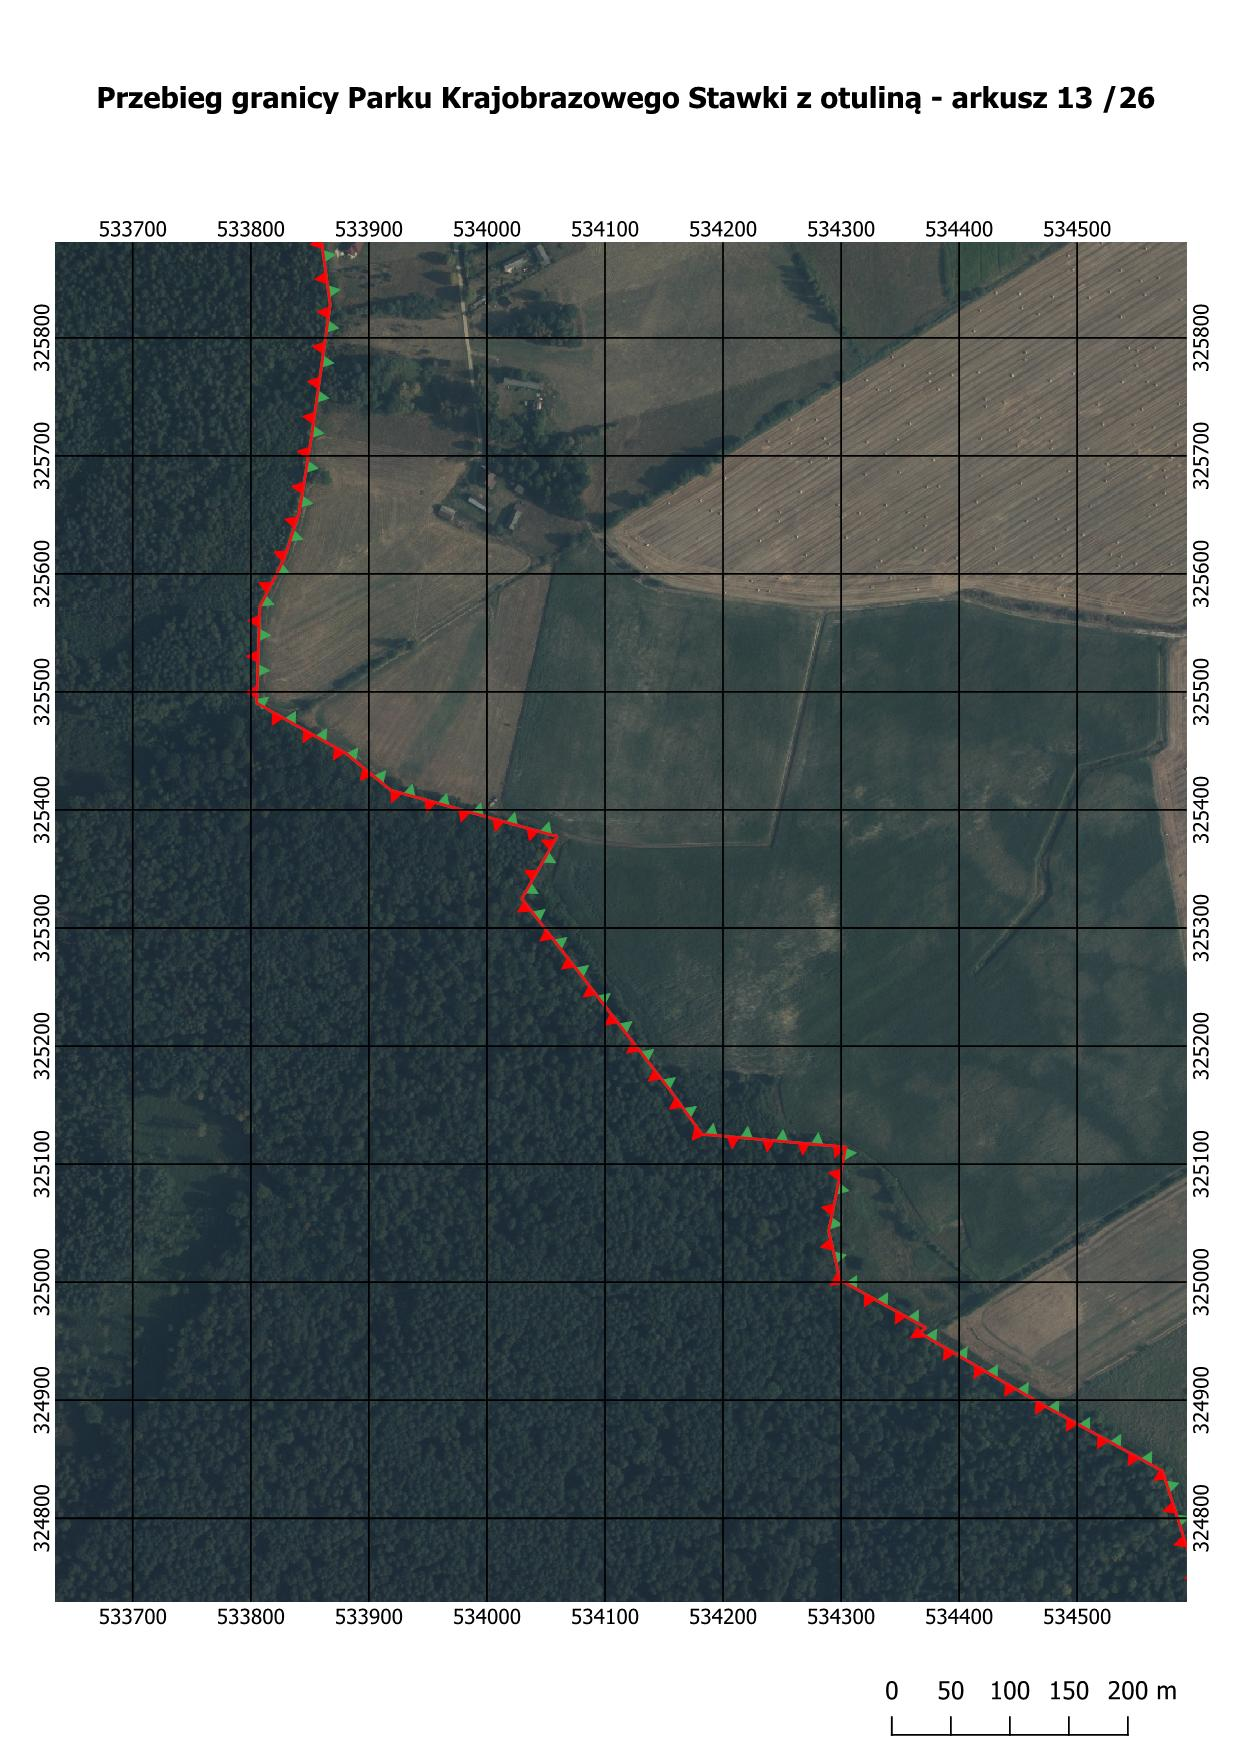 Przebieg granicy Parku Krajobrazowego Stawki z otuliną - arkusz 13 /26
533700 533800 533900 534000 534100 534200 534300 534400 534500
325800 325800
325700 325700
325600 325600
325500 325500
325400 325400
325300 325300
325200 325200
325100 325100
325000 325000
324900 324900
324800 324800
533700 533800 533900 534000 534100 534200 534300 534400 534500
0 50 100 150 200 m